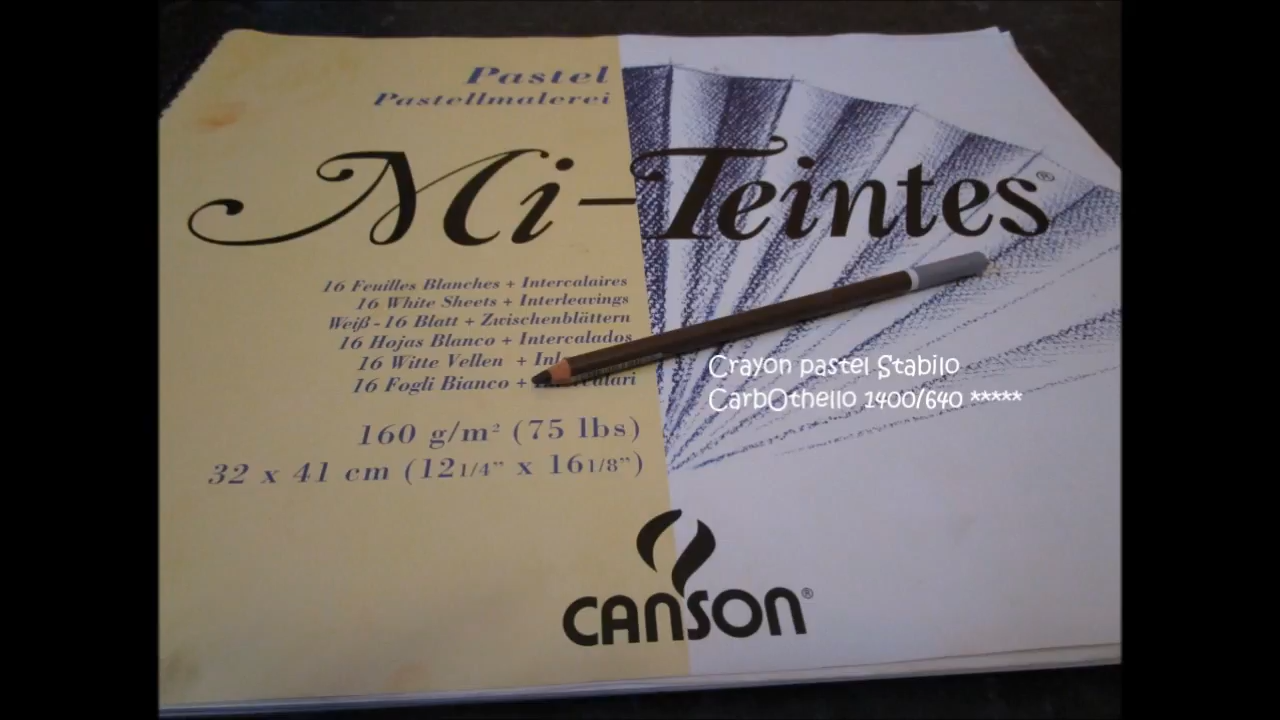 Pastel
Pastellmalerei
Mi-Teintes®
16 Feuilles Blanches + Intercalaires
16 White Sheets + Interleavings
Weiß-16 Blatt + Zwischenblättern
16 Hojas Blanco + Intercalados
16 Witte Vellen +
16 Fogli Bianco +
160 g/m² (75 lbs)
32 x 41 cm (12 1/4” x 16 1/8”)
Crayon pastel Stabilo
CarbOthello 1400/640 *****
CANSON®